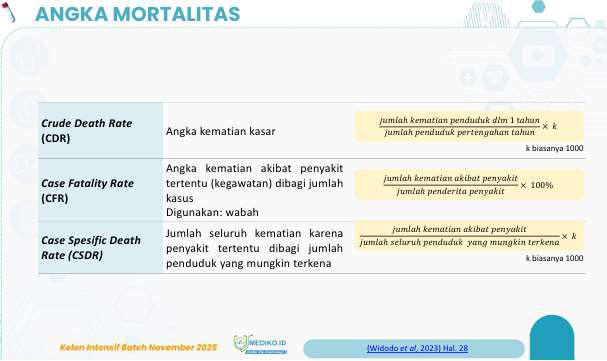 ANGKA MORTALITAS
Crude Death Rate
(CDR)
Angka kematian kasar
jumlah kematian penduduk dlm 1 tahun
jumlah penduduk pertengahan tahun
× k
k biasanya 1000
Case Fatality Rate
(CFR)
Angka kematian akibat penyakit
tertentu (kegawatan) dibagi jumlah
kasus
Digunakan: wabah
jumlah kematian akibat penyakit
jumlah penderita penyakit
× 100%
Case Spesific Death
Rate (CSDR)
Jumlah seluruh kematian karena
penyakit tertentu dibagi jumlah
penduduk yang mungkin terkena
jumlah kematian akibat penyakit
jumlah seluruh penduduk yang mungkin terkena
× k
k biasanya 1000
Kelon Intensif Batch November 2025
MEDIKO.ID
(Widodo et al, 2023) Hal. 28